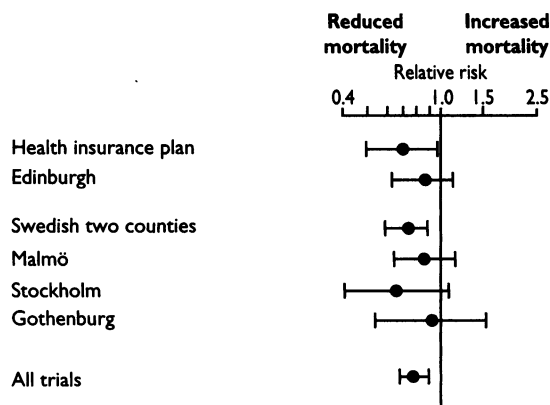 Reduced Increased
mortality mortality
Relative risk
0.4 1.0 1.5 2.5
Health insurance plan
Edinburgh
Swedish two counties
Malmö
Stockholm
Gothenburg
All trials